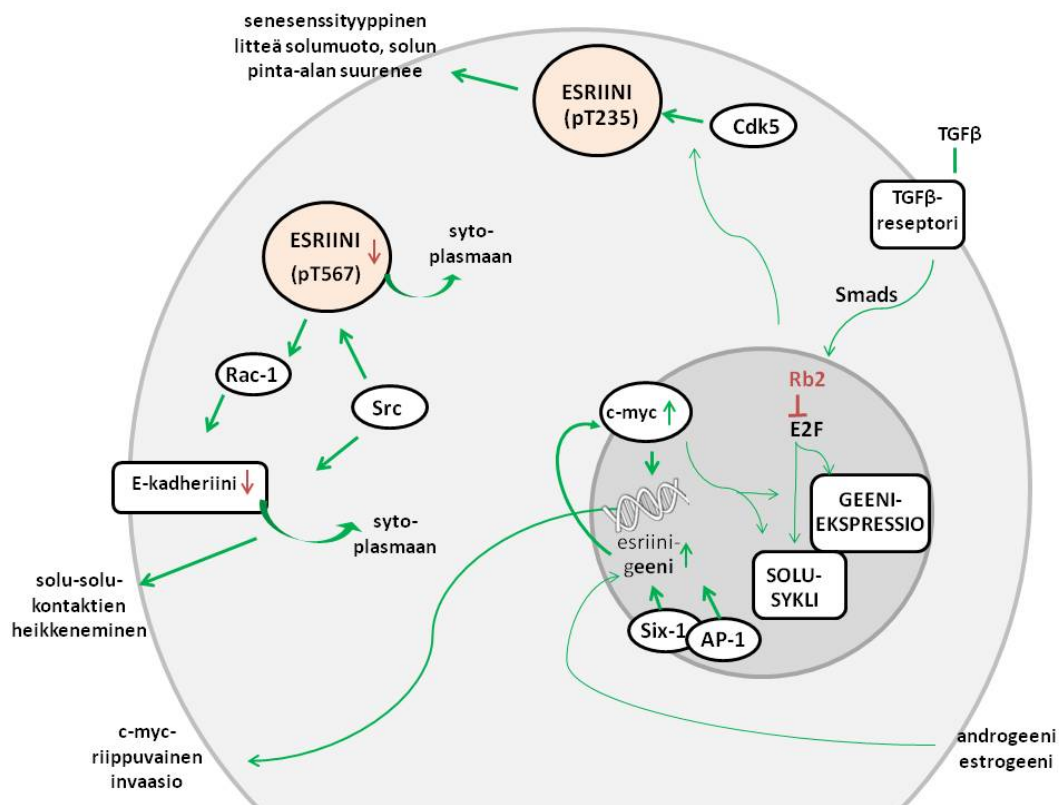 senesenssityyppinen
litteä solumuoto, solun
pinta-alan suurenee
ESRIINI
(pT235)
Cdk5
TGFβ
TGFβ-
reseptori
Smads
ESRIINI
(pT567)
syto-
plasmaan
Rac-1
Src
E-kadheriini
syto-
plasmaan
solu-solu-
kontaktien
heikkeneminen
c-myc
Rb2
E2F
GEENI-
EKSPRESSIO
SOLU-
SYKLI
esriini-
geeni
Six-1
AP-1
c-myc-
riippuvainen
invaasio
androgeeni
estrogeeni